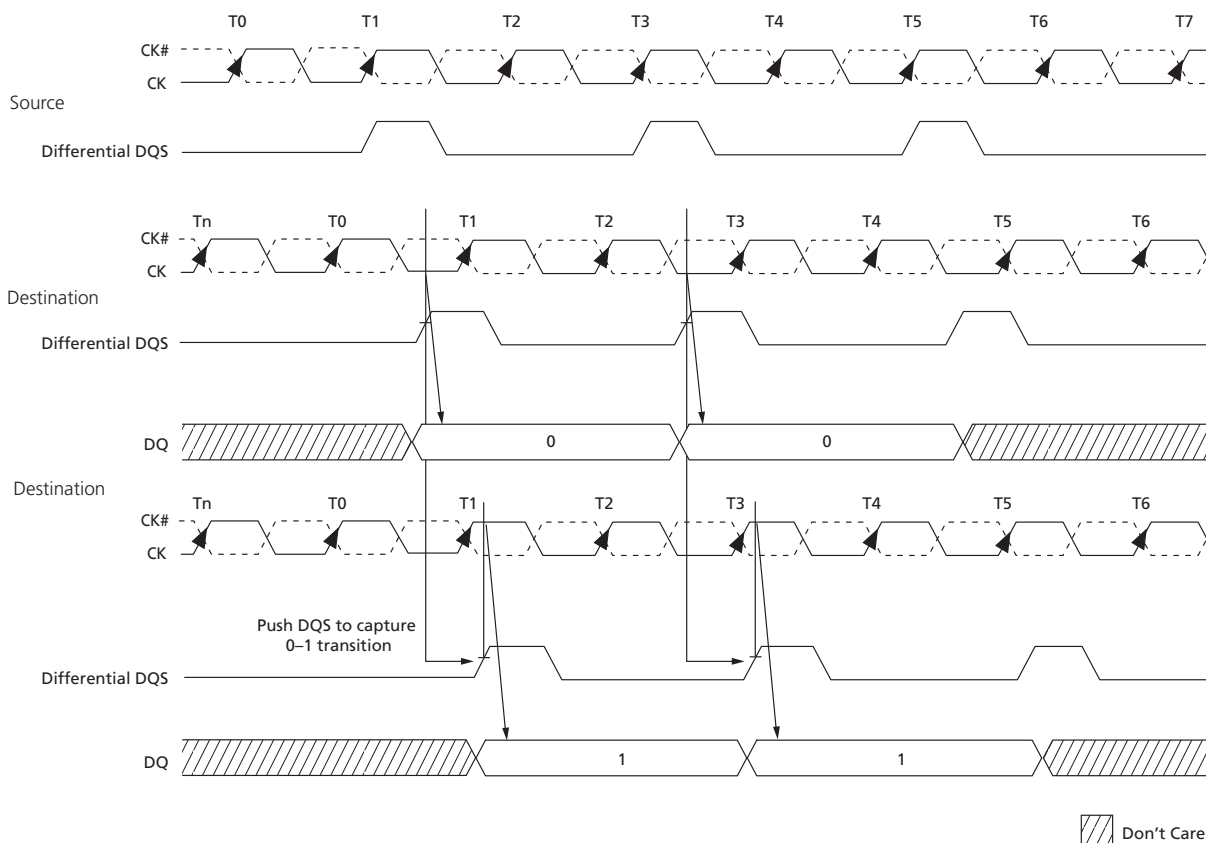 T0 T1 T2 T3 T4 T5 T6 T7
CK#
CK
Source
Differential DQS
Tn T0 T1 T2 T3 T4 T5 T6
CK#
CK
Destination
Differential DQS
DQ 0 0
Destination
Tn T0 T1 T2 T3 T4 T5 T6
CK#
CK
Push DQS to capture
0–1 transition
Differential DQS
DQ 1 1
Don't Care